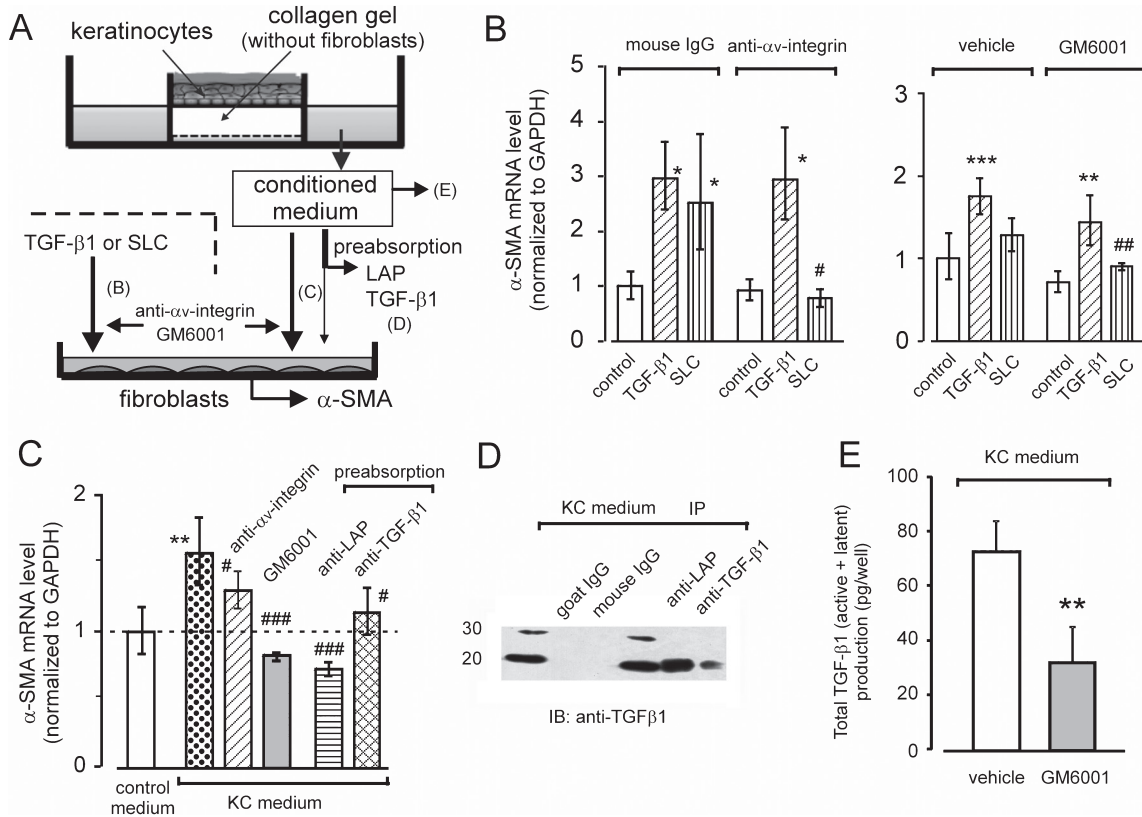 A
keratinocytes
collagen gel
(without fibroblasts)
conditioned
medium
(E)
TGF-β1 or SLC
preabsorption
LAP
TGF-β1
(D)
(B)
(C)
anti-αv-integrin
GM6001
fibroblasts
α-SMA
B
mouse IgG
anti-αv-integrin
α-SMA mRNA level
(normalized to GAPDH)
5
4
3
2
1
0
*
*
*
#
control
TGF-β1
SLC
control
TGF-β1
SLC
vehicle
GM6001
3
2
1
0
***
**
##
control
TGF-β1
SLC
control
TGF-β1
SLC
C
preabsorption
α-SMA mRNA level
(normalized to GAPDH)
2
1
0
**
#
###
###
#
anti-αv-integrin
GM6001
anti-LAP
anti-TGF-β1
control
medium
KC medium
D
KC medium IP
goat IgG
mouse IgG
anti-LAP
anti-TGF-β1
30
20
IB: anti-TGFβ1
E
KC medium
Total TGF-β1 (active + latent)
production (pg/well)
100
80
60
40
20
0
**
vehicle
GM6001